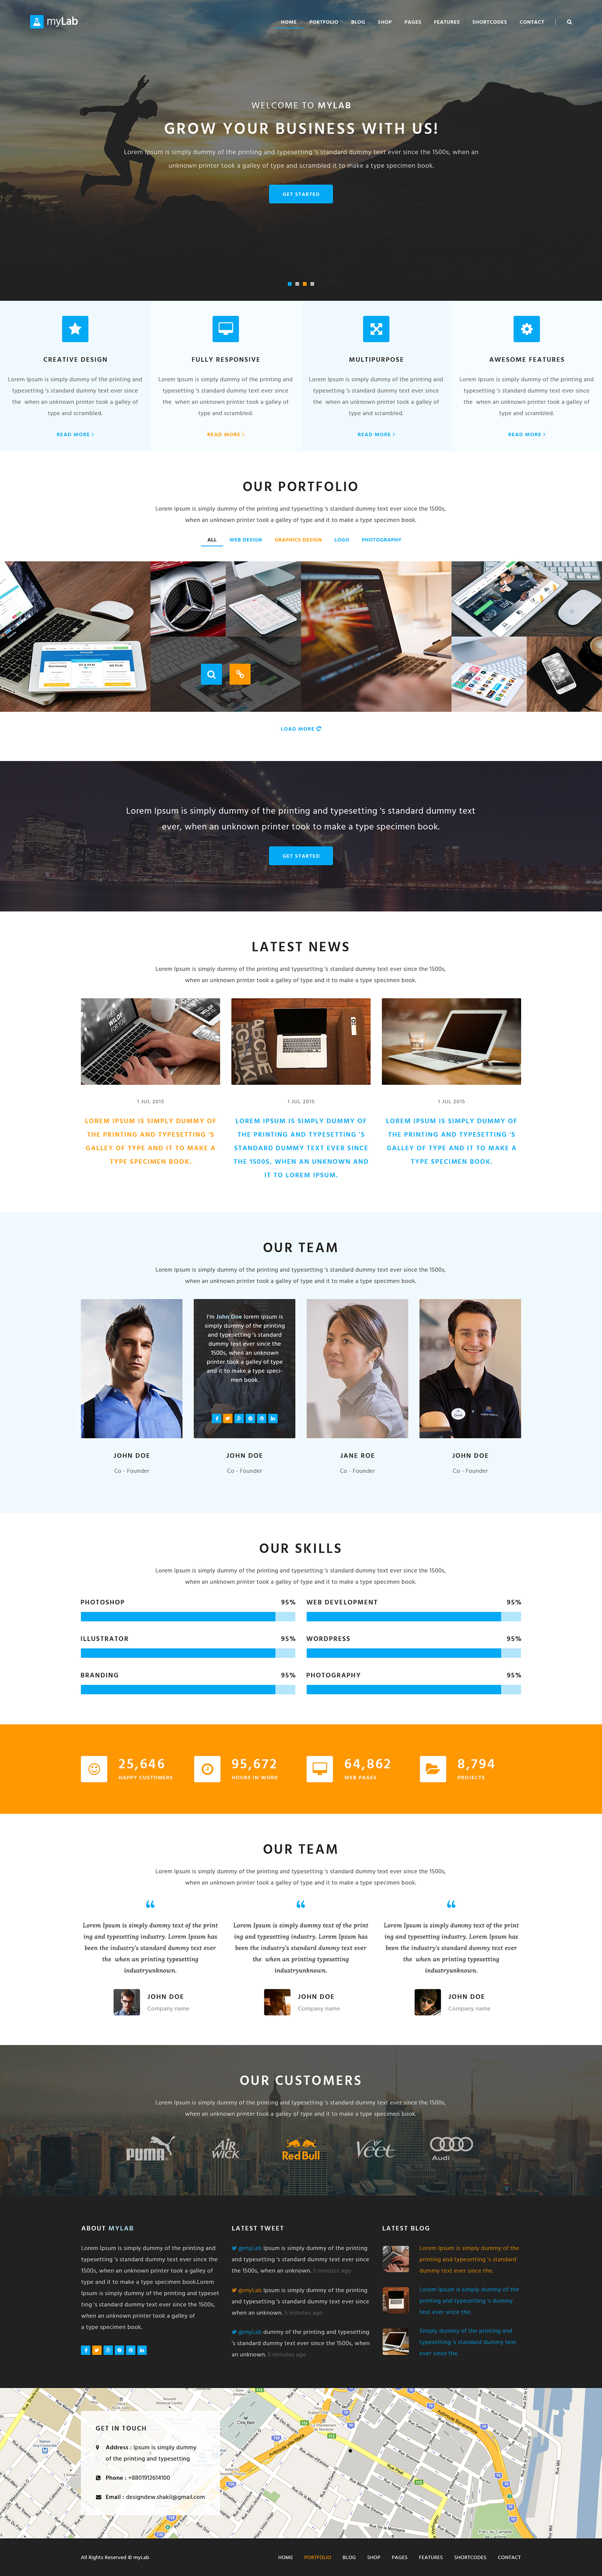 myLab
HOME PORTFOLIO BLOG SHOP PAGES FEATURES SHORTCODES CONTACT
WELCOME TO MYLAB
GROW YOUR BUSINESS WITH US!
Lorem Ipsum is simply dummy of the printing and typesetting 's standard dummy text ever since the 1500s, when an
unknown printer took a galley of type and scrambled it to make a type specimen book.
GET STARTED
CREATIVE DESIGN
Lorem Ipsum is simply dummy of the printing and
typesetting 's standard dummy text ever since
the when an unknown printer took a galley of
type and scrambled.
READ MORE
FULLY RESPONSIVE
Lorem Ipsum is simply dummy of the printing and
typesetting 's standard dummy text ever since
the when an unknown printer took a galley of
type and scrambled.
READ MORE
MULTIPURPOSE
Lorem Ipsum is simply dummy of the printing and
typesetting 's standard dummy text ever since
the when an unknown printer took a galley of
type and scrambled.
READ MORE
AWESOME FEATURES
Lorem Ipsum is simply dummy of the printing and
typesetting 's standard dummy text ever since
the when an unknown printer took a galley of
type and scrambled.
READ MORE
OUR PORTFOLIO
Lorem Ipsum is simply dummy of the printing and typesetting 's standard dummy text ever since the 1500s,
when an unknown printer took a galley of type and it to make a type specimen book.
ALL WEB DESIGN GRAPHICS DESIGN LOGO PHOTOGRAPHY
LOAD MORE
Lorem Ipsum is simply dummy of the printing and typesetting 's standard dummy text
ever, when an unknown printer took to make a type specimen book.
GET STARTED
LATEST NEWS
Lorem Ipsum is simply dummy of the printing and typesetting 's standard dummy text ever since the 1500s,
when an unknown printer took a galley of type and it to make a type specimen book.
1 JUL 2015
LOREM IPSUM IS SIMPLY DUMMY OF
THE PRINTING AND TYPESETTING 'S
GALLEY OF TYPE AND IT TO MAKE A
TYPE SPECIMEN BOOK.
1 JUL 2015
LOREM IPSUM IS SIMPLY DUMMY OF
THE PRINTING AND TYPESETTING 'S
STANDARD DUMMY TEXT EVER SINCE
THE 1500S, WHEN AN UNKNOWN AND
IT TO LOREM IPSUM.
1 JUL 2015
LOREM IPSUM IS SIMPLY DUMMY OF
THE PRINTING AND TYPESETTING 'S
GALLEY OF TYPE AND IT TO MAKE A
TYPE SPECIMEN BOOK.
OUR TEAM
Lorem Ipsum is simply dummy of the printing and typesetting 's standard dummy text ever since the 1500s,
when an unknown printer took a galley of type and it to make a type specimen book.
I'm John Doe lorem Ipsum is
simply dummy of the printing
and typesetting 's standard
dummy text ever since the
1500s, when an unknown
printer took a galley of type
and it to make a type speci-
men book.
JOHN DOE
Co - Founder
JOHN DOE
Co - Founder
JANE ROE
Co - Founder
JOHN DOE
Co - Founder
OUR SKILLS
Lorem Ipsum is simply dummy of the printing and typesetting 's standard dummy text ever since the 1500s,
when an unknown printer took a galley of type and it to make a type specimen book.
PHOTOSHOP 95%
WEB DEVELOPMENT 95%
ILLUSTRATOR 95%
WORDPRESS 95%
BRANDING 95%
PHOTOGRAPHY 95%
25,646
HAPPY CUSTOMERS
95,672
HOURS IN WORK
64,862
WEB PAGES
8,794
PROJECTS
OUR TEAM
Lorem Ipsum is simply dummy of the printing and typesetting 's standard dummy text ever since the 1500s,
when an unknown printer took a galley of type and it to make a type specimen book.
“
Lorem Ipsum is simply dummy text of the print
ing and typesetting industry. Lorem Ipsum has
been the industry's standard dummy text ever
the when an printing typesetting
industryunknown.
JOHN DOE
Company name
“
Lorem Ipsum is simply dummy text of the print
ing and typesetting industry. Lorem Ipsum has
been the industry's standard dummy text ever
the when an printing typesetting
industryunknown.
JOHN DOE
Company name
“
Lorem Ipsum is simply dummy text of the print
ing and typesetting industry. Lorem Ipsum has
been the industry's standard dummy text ever
the when an printing typesetting
industryunknown.
JOHN DOE
Company name
OUR CUSTOMERS
Lorem Ipsum is simply dummy of the printing and typesetting 's standard dummy text ever since the 1500s,
when an unknown printer took a galley of type and it to make a type specimen book.
PUMA
AIR WICK
Red Bull
Veet
Audi
ABOUT MYLAB
Lorem Ipsum is simply dummy of the printing and
typesetting 's standard dummy text ever since the
1500s, when an unknown printer took a galley of
type and it to make a type specimen book.Lorem
Ipsum is simply dummy of the printing and typeset
ting 's standard dummy text ever since the 1500s,
when an unknown printer took a galley of
a type specimen book.
LATEST TWEET
@myLab Ipsum is simply dummy of the printing
and typesetting 's standard dummy text ever since
the 1500s, when an unknown. 5 minutes ago
@myLab Ipsum is simply dummy of the printing
and typesetting 's standard dummy text ever since
when an unknown. 5 minutes ago
@myLab dummy of the printing and typesetting
's standard dummy text ever since the 1500s, when
an unknown. 5 minutes ago
LATEST BLOG
Lorem Ipsum is simply dummy of the
printing and typesetting 's standard
dummy text ever since the.
Lorem Ipsum is simply dummy of the
printing and typesetting 's dummy
text ever since the.
Simply dummy of the printing and
typesetting 's standard dummy text
ever since the.
GET IN TOUCH
Address : Ipsum is simply dummy
of the printing and typesetting
Phone : +8801912614100
Email : designdew.shakil@gmail.com
All Rights Reserved © myLab
HOME PORTFOLIO BLOG SHOP PAGES FEATURES SHORTCODES CONTACT